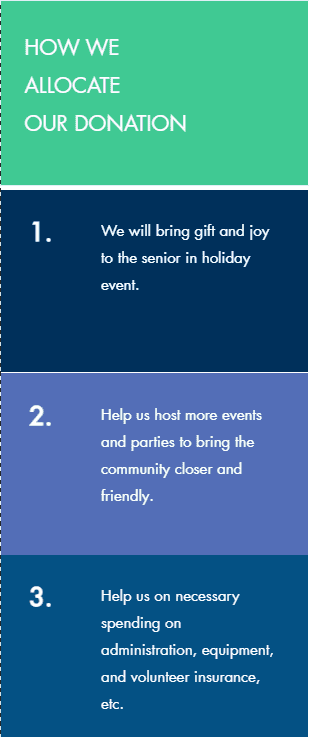 HOW WE
ALLOCATE
OUR DONATION
1.
We will bring gift and joy
to the senior in holiday
event.
2.
Help us host more events
and parties to bring the
community closer and
friendly.
3.
Help us on necessary
spending on
administration, equipment,
and volunteer insurance,
etc.